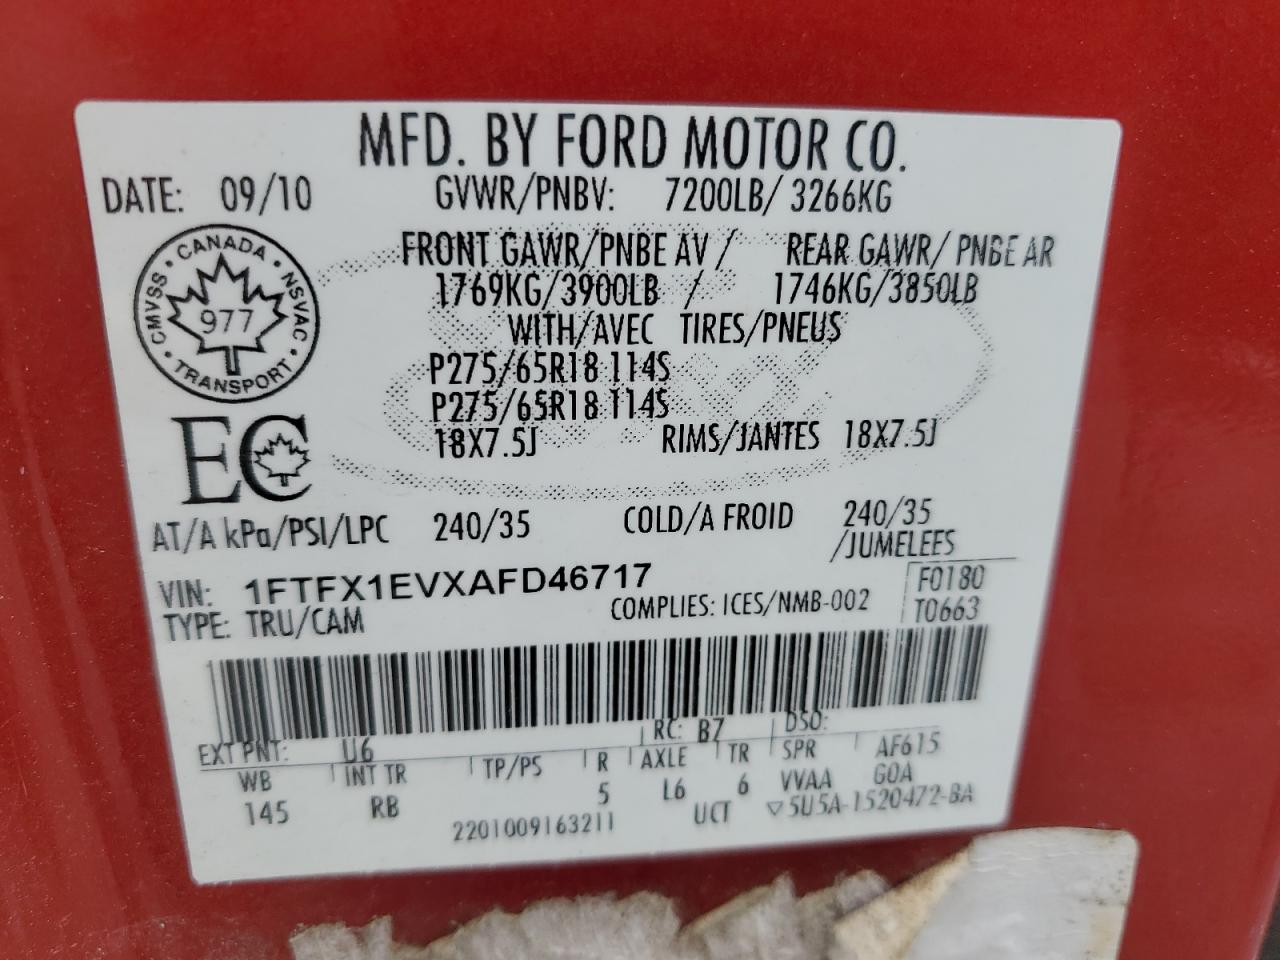 MFD. BY FORD MOTOR CO.
DATE: 09/10 GVWR/PNBV: 7200LB/ 3266KG
CANADA
CMVSS NSVAC
977
TRANSPORT
FRONT GAWR/PNBE AV / REAR GAWR/ PNBE AR
1769KG/3900LB / 1746KG/3850LB
WITH/AVEC TIRES/PNEUS
P275/65R18 114S
P275/65R18 114S
18X7.5J RIMS/JANTES 18X7.5J
EC
AT/A kPa/PSI/LPC 240/35 COLD/A FROID 240/35
/JUMELEES
VIN: 1FTFX1EVXAFD46717 F0180
TYPE: TRU/CAM COMPLIES: ICES/NMB-002 T0663
EXT PNT: U6 RC: B7 DSO:
WB INT TR TP/PS R AXLE TR SPR AF615
145 RB 5 L6 6 VVAA GOA
2201009163211 UCT ▽5U5A-1520472-BA